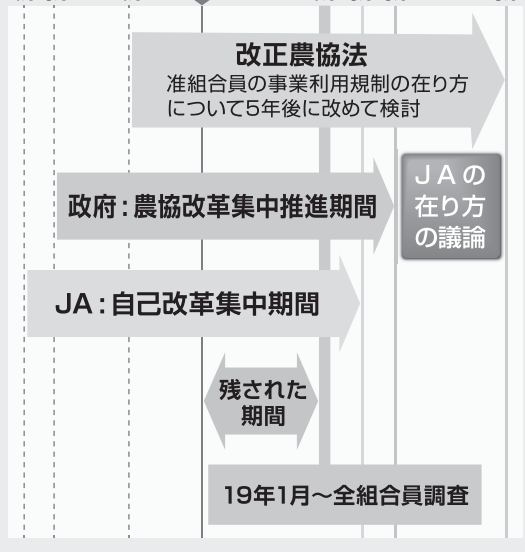 改正農協法
准組合員の事業利用規制の在り方
について5年後に改めて検討
政府:農協改革集中推進期間
JAの
在り方
の議論
JA:自己改革集中期間
残された
期間
19年1月～全組合員調査